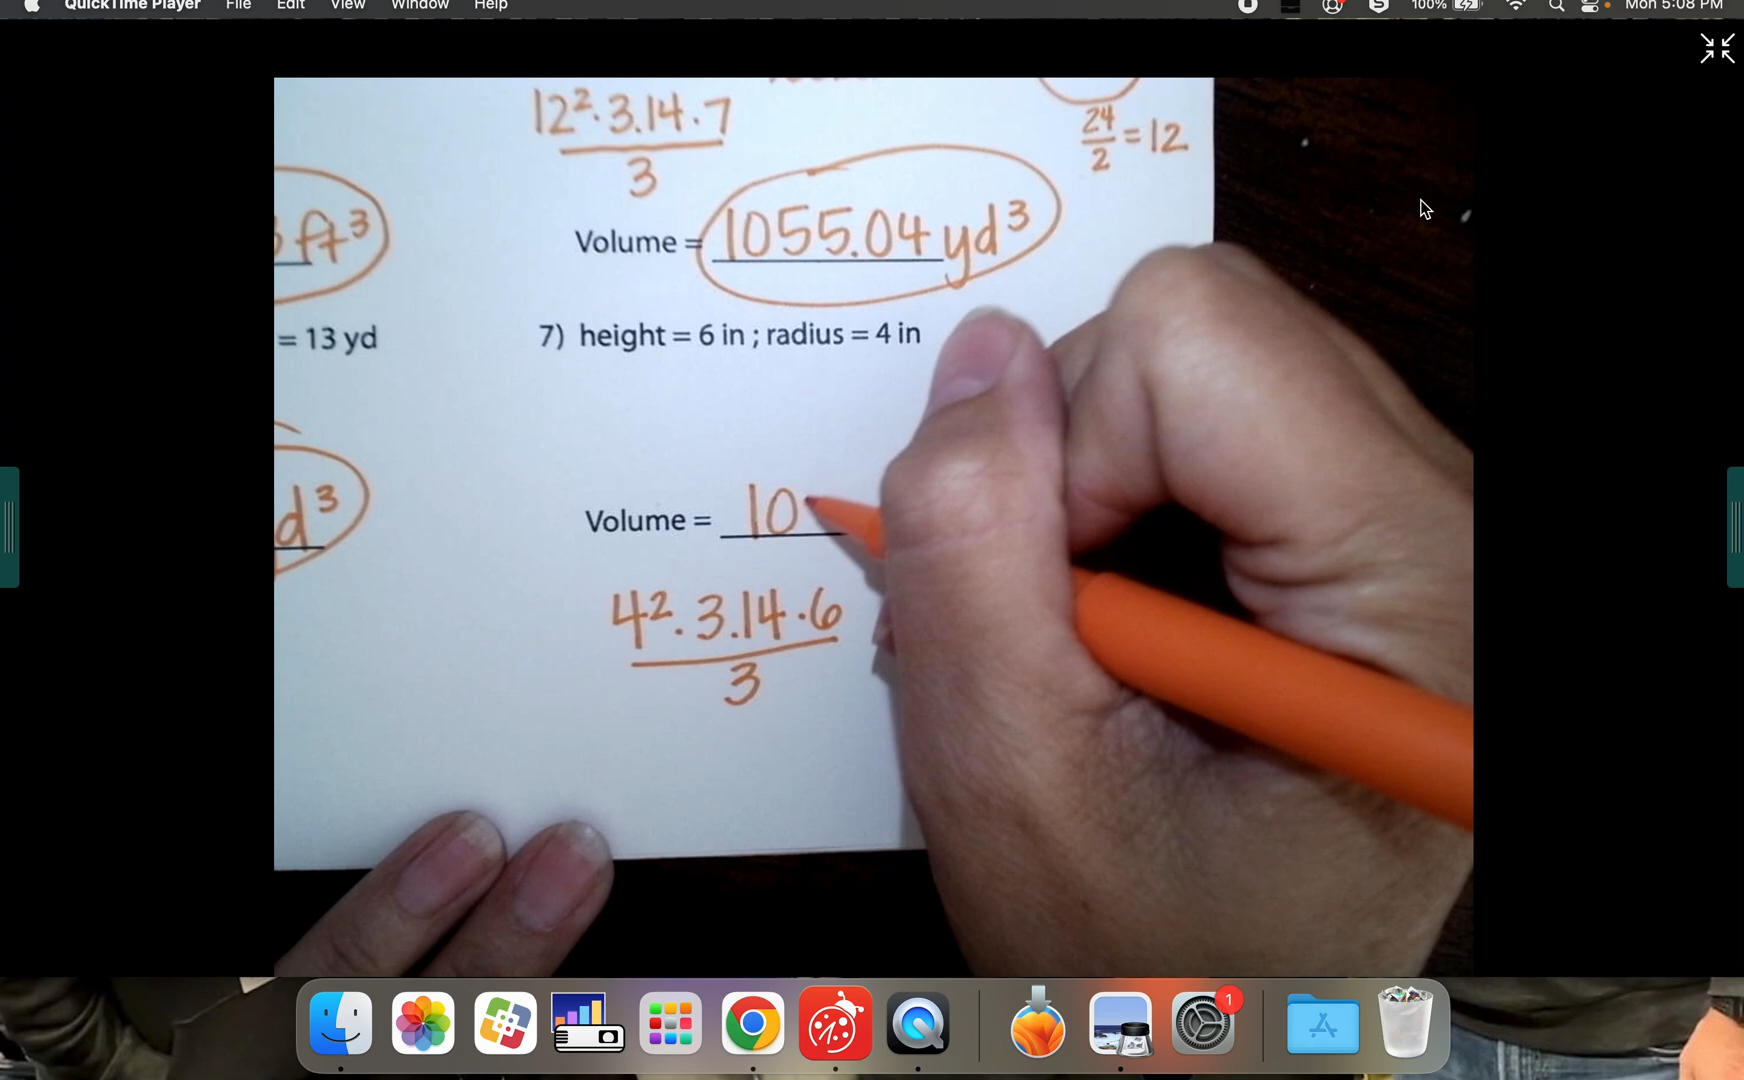 QuickTime Player File Edit View Window Help 100% Mon 5:08 PM
12².3.14.7
3
24
2 = 12
ft³
Volume = 1055.04 yd³
= 13 yd
7) height = 6 in ; radius = 4 in
d³
Volume = 10
4².3.14.6
3
1